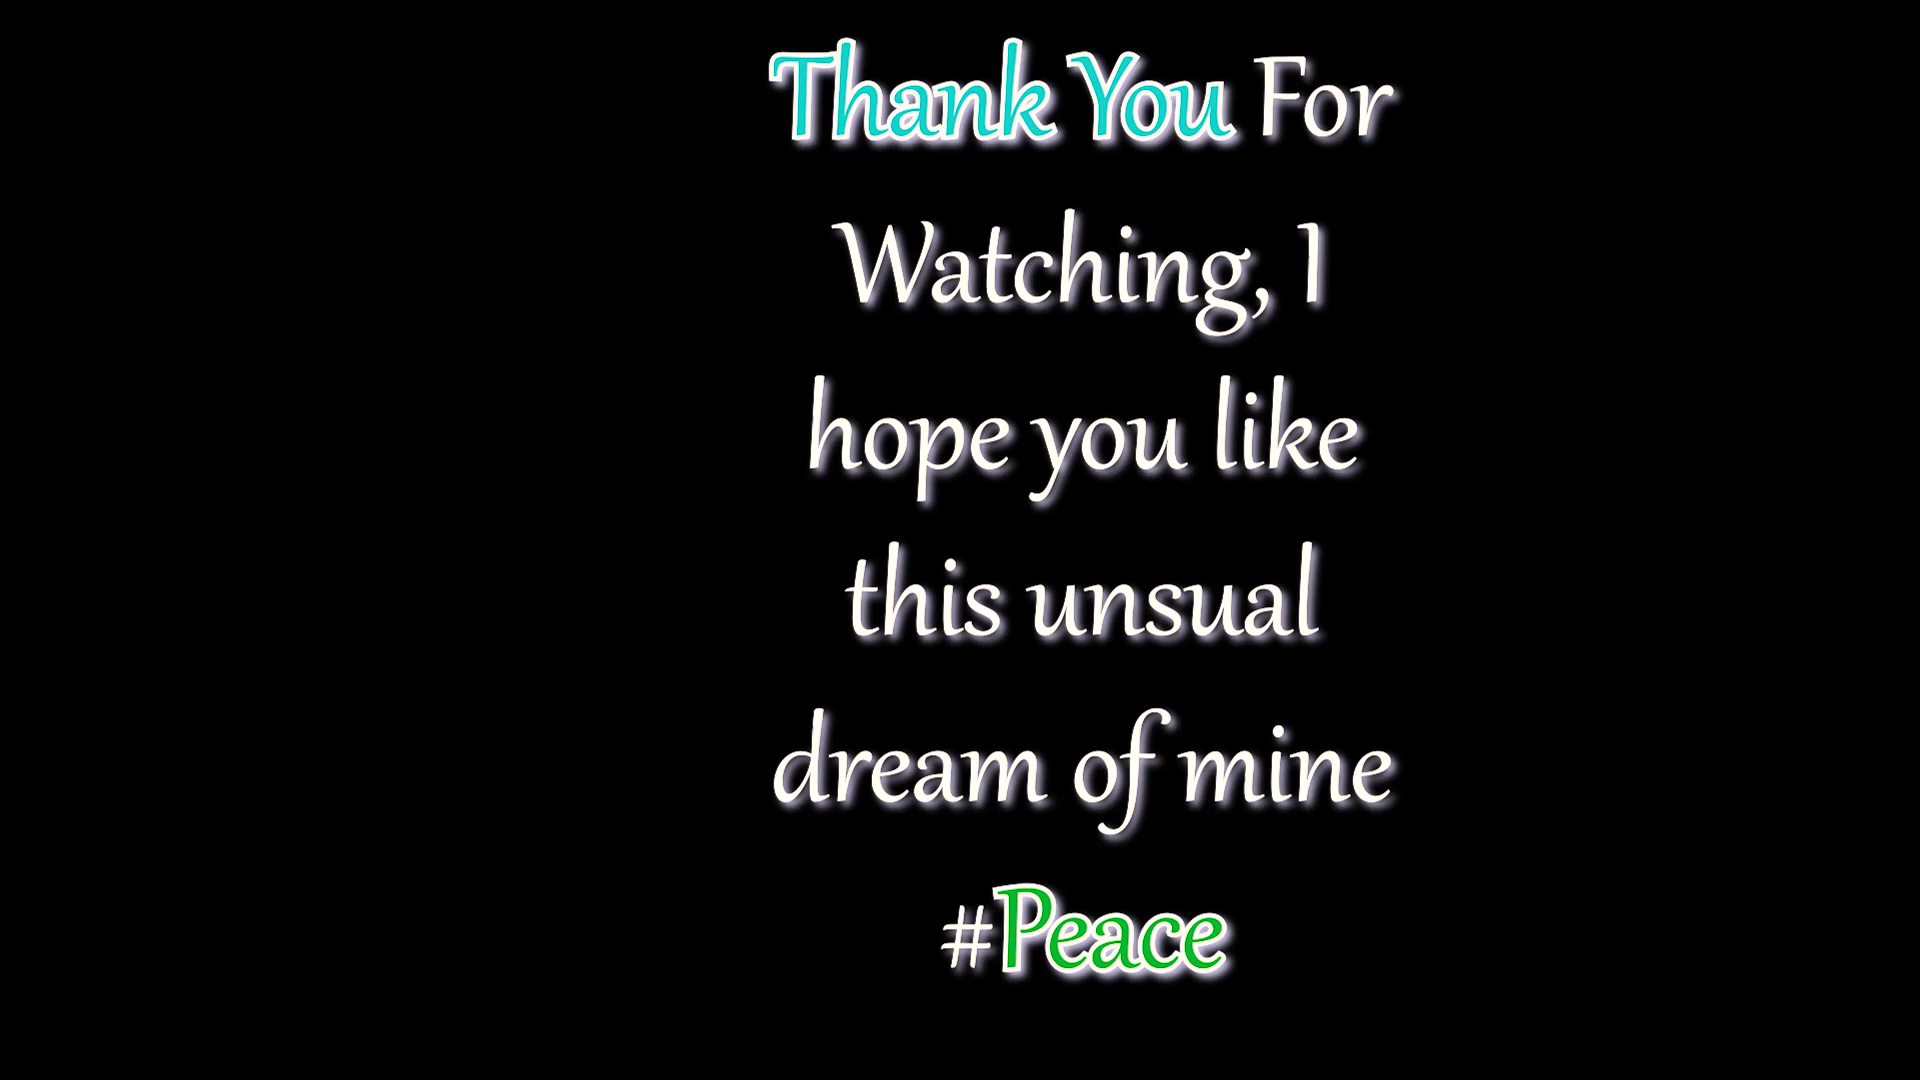 Thank You For
Watching, I
hope you like
this unsual
dream of mine
#Peace